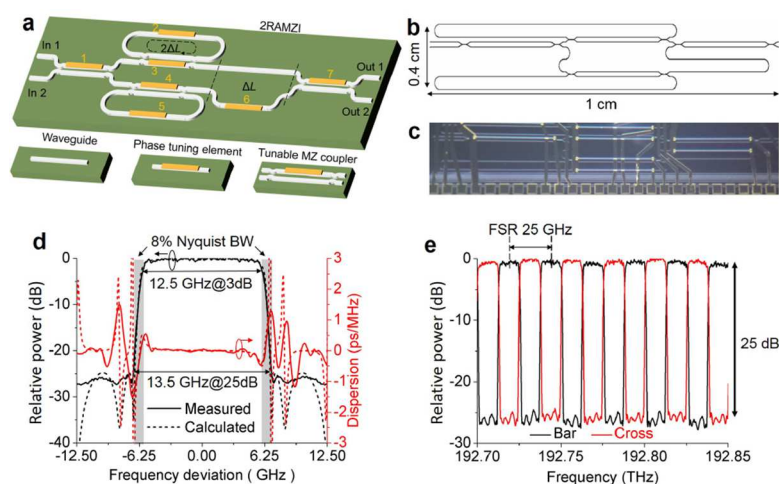 a
2RAMZI
In 1
In 2
1
2
2ΔL
3
4
5
ΔL
6
7
Out 1
Out 2
Waveguide
Phase tuning element
Tunable MZ coupler
b
0.4 cm
1 cm
c
d
8% Nyquist BW
12.5 GHz@3dB
13.5 GHz@25dB
Measured
Calculated
Relative power (dB)
0
-10
-20
-30
-40
Dispersion (ps/MHz)
3
2
1
0
-1
-2
-3
-12.50 -6.25 0.00 6.25 12.50
Frequency deviation ( GHz)
e
FSR 25 GHz
25 dB
Bar Cross
Relative power (dB)
0
-10
-20
-30
192.70 192.75 192.80 192.85
Frequency (THz)